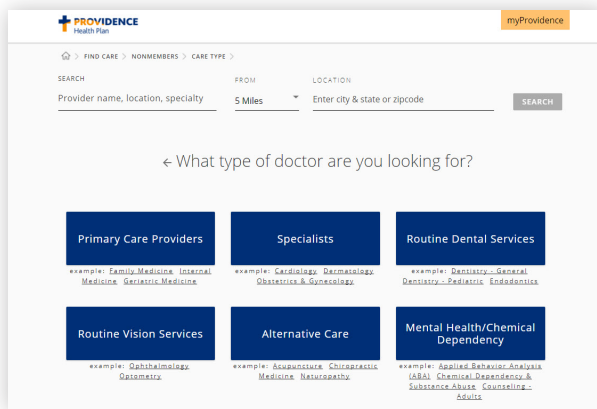 PROVIDENCE
Health Plan
myProvidence
FIND CARE > NONMEMBERS > CARE TYPE >
SEARCH
FROM
LOCATION
Provider name, location, specialty
5 Miles
Enter city & state or zipcode
SEARCH
← What type of doctor are you looking for?
Primary Care Providers
Specialists
Routine Dental Services
example: Family Medicine Internal
Medicine Geriatric Medicine
example: Cardiology Dermatology
Obstetrics & Gynecology
example: Dentistry - General
Dentistry - Pediatric Endodontics
Routine Vision Services
Alternative Care
Mental Health/Chemical
Dependency
example: Ophthalmology
Optometry
example: Acupuncture Chiropractic
Medicine Naturopathy
example: Applied Behavior Analysis
(ABA) Chemical Dependency &
Substance Abuse Counseling -
Adults